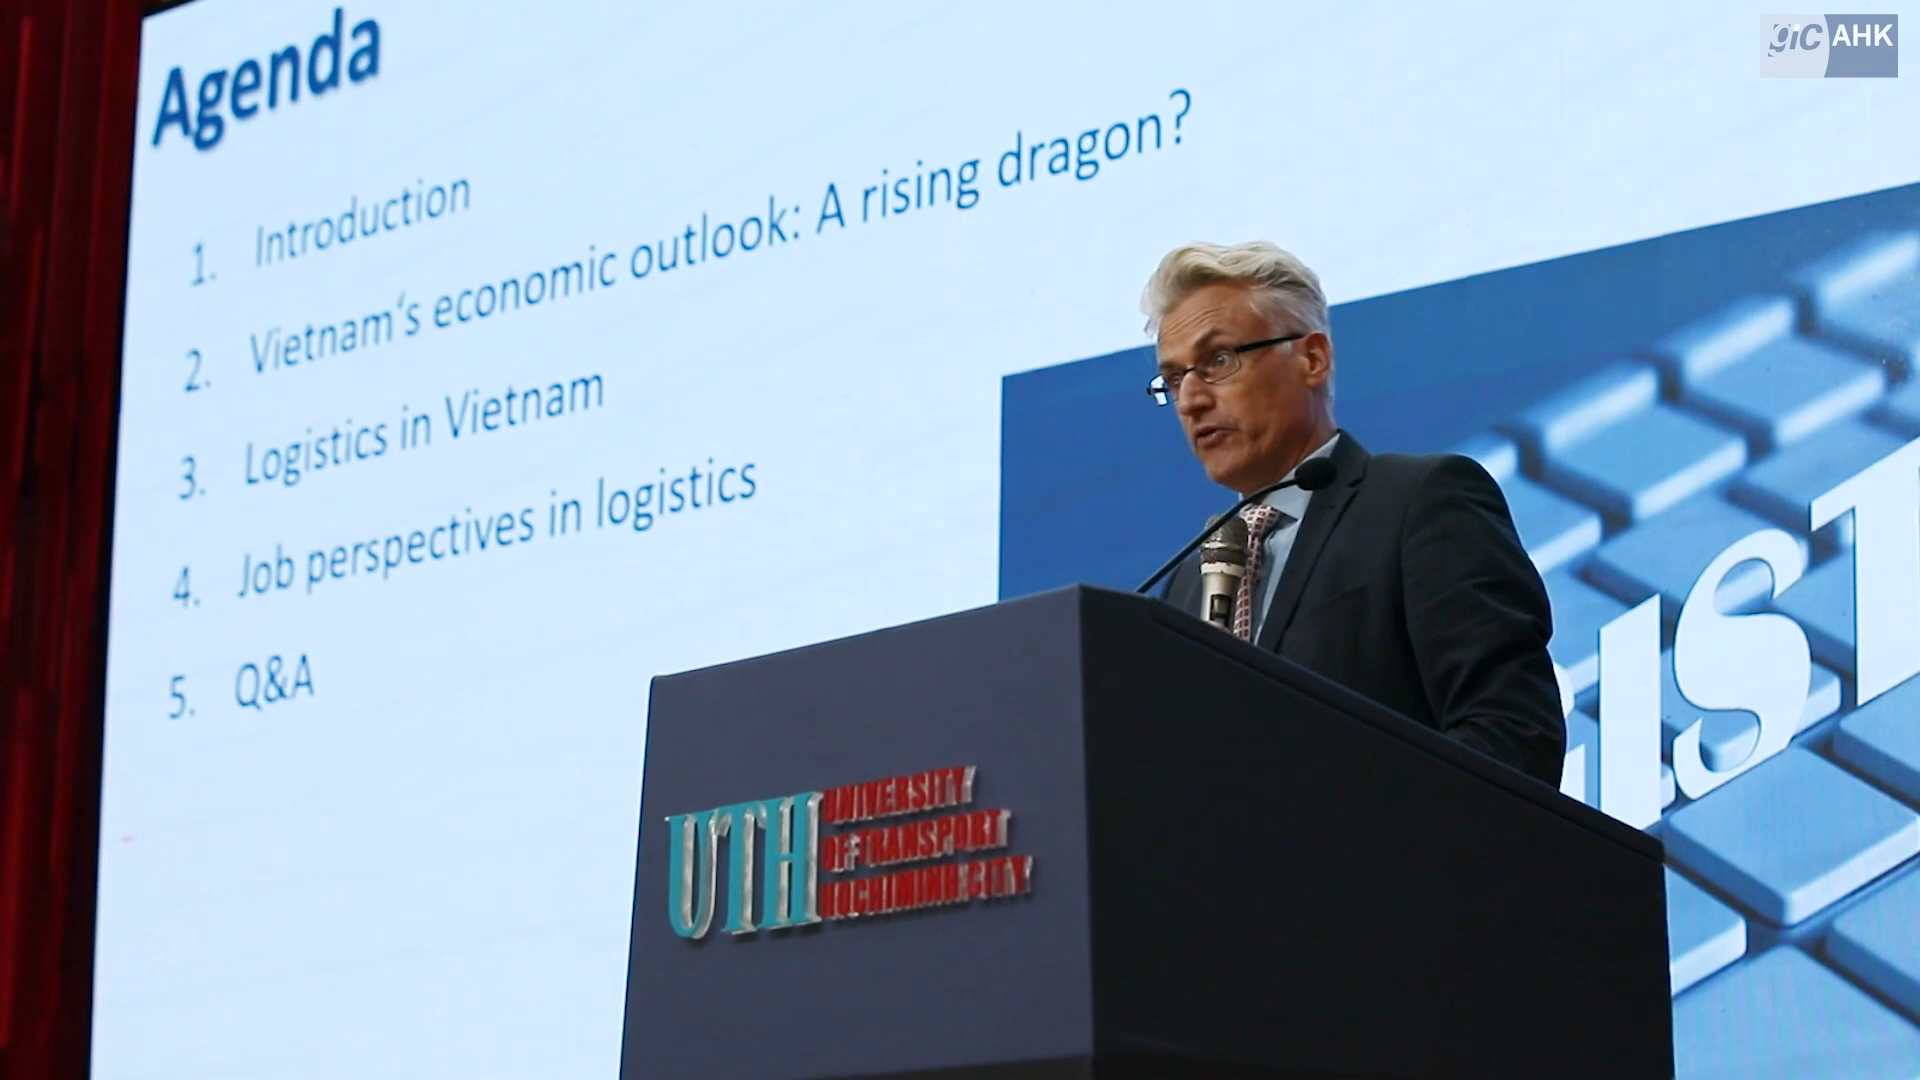 gic AHK
Agenda
1. Introduction
2. Vietnam‘s economic outlook: A rising dragon?
3. Logistics in Vietnam
4. Job perspectives in logistics
5. Q&A
GIST
UTH
UNIVERSITY
OF TRANSPORT
HOCHIMINH CITY